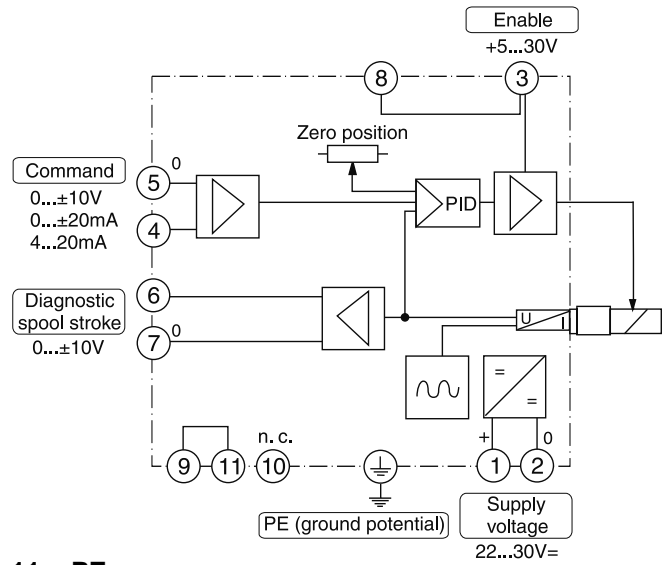 Enable
+5...30V
8
3
Zero position
Command
0...±10V
0...±20mA
4...20mA
5
0
4
PID
Diagnostic
spool stroke
0...±10V
6
7
0
U
I
=
=
n. c.
+
0
9
11
10
1
2
PE (ground potential)
Supply
voltage
22...30V=